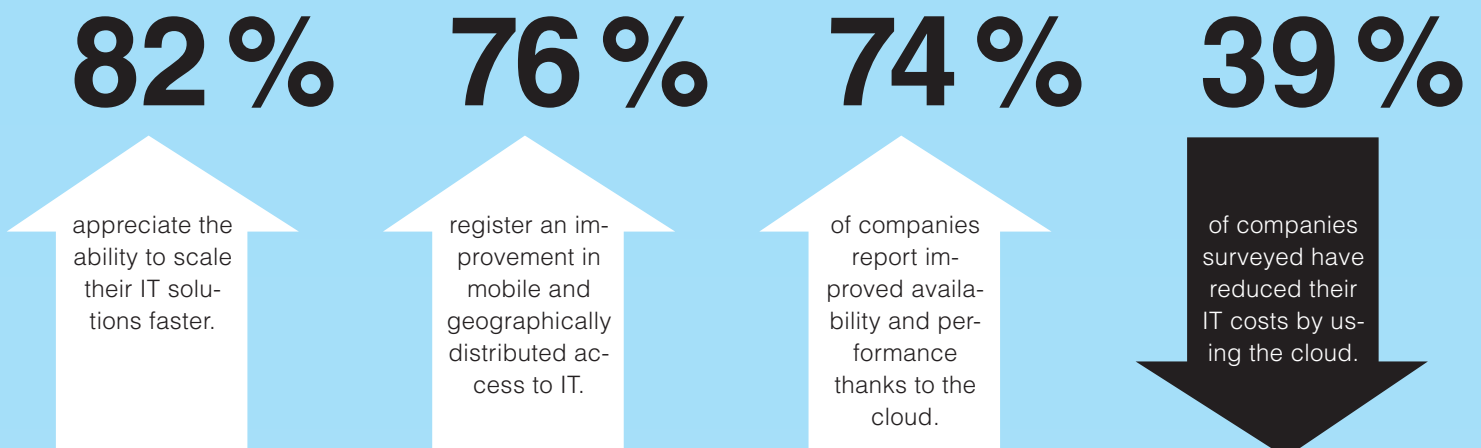 82 %
appreciate the
ability to scale
their IT solu-
tions faster.
76 %
register an im-
provement in
mobile and
geographically
distributed ac-
cess to IT.
74 %
of companies
report im-
proved availa-
bility and per-
formance
thanks to the
cloud.
39 %
of companies
surveyed have
reduced their
IT costs by us-
ing the cloud.